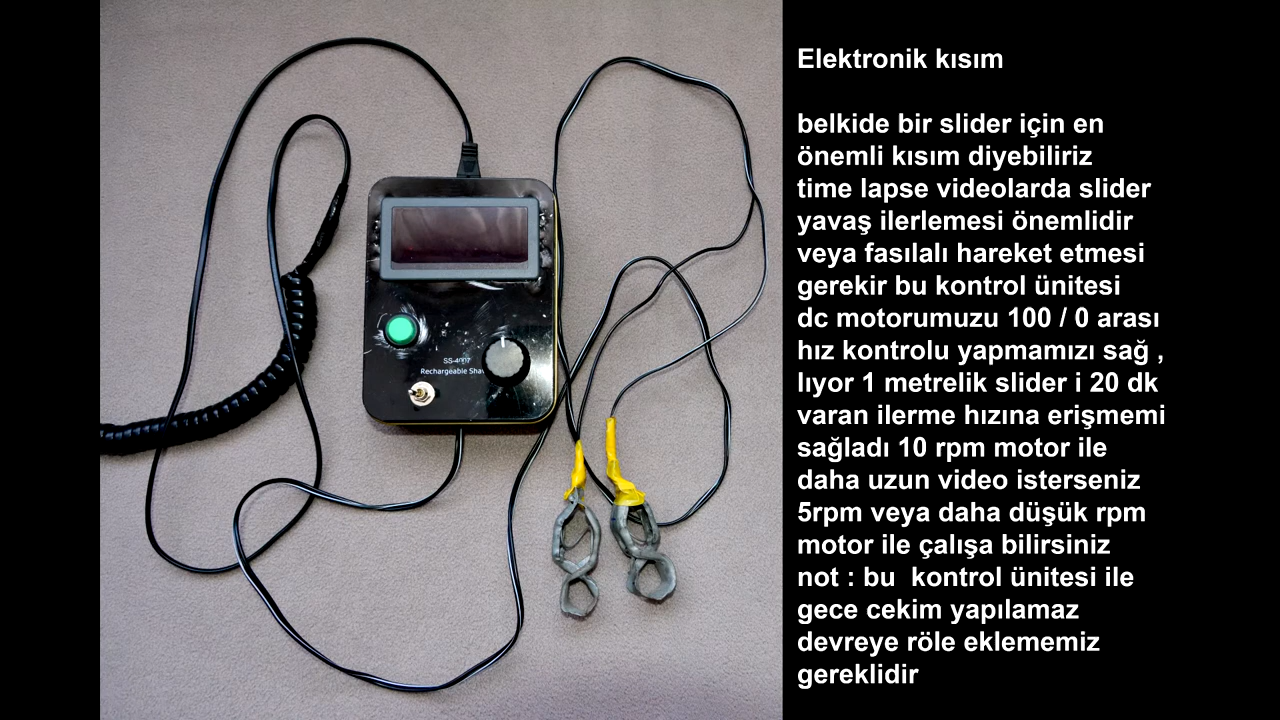 Elektronik kısım
belkide bir slider için en
önemli kısım diyebiliriz
time lapse videolarda slider
yavaş ilerlemesi önemlidir
veya fasılalı hareket etmesi
gerekir bu kontrol ünitesi
dc motorumuzu 100 / 0 arası
hız kontrolu yapmamızı sağ ,
lıyor 1 metrelik slider i 20 dk
varan ilerme hızına erişmemi
sağladı 10 rpm motor ile
daha uzun video isterseniz
5rpm veya daha düşük rpm
motor ile çalışa bilirsiniz
not : bu  kontrol ünitesi ile
gece cekim yapılamaz
devreye röle eklememiz
gereklidir
SS-4007
Rechargeable Shav